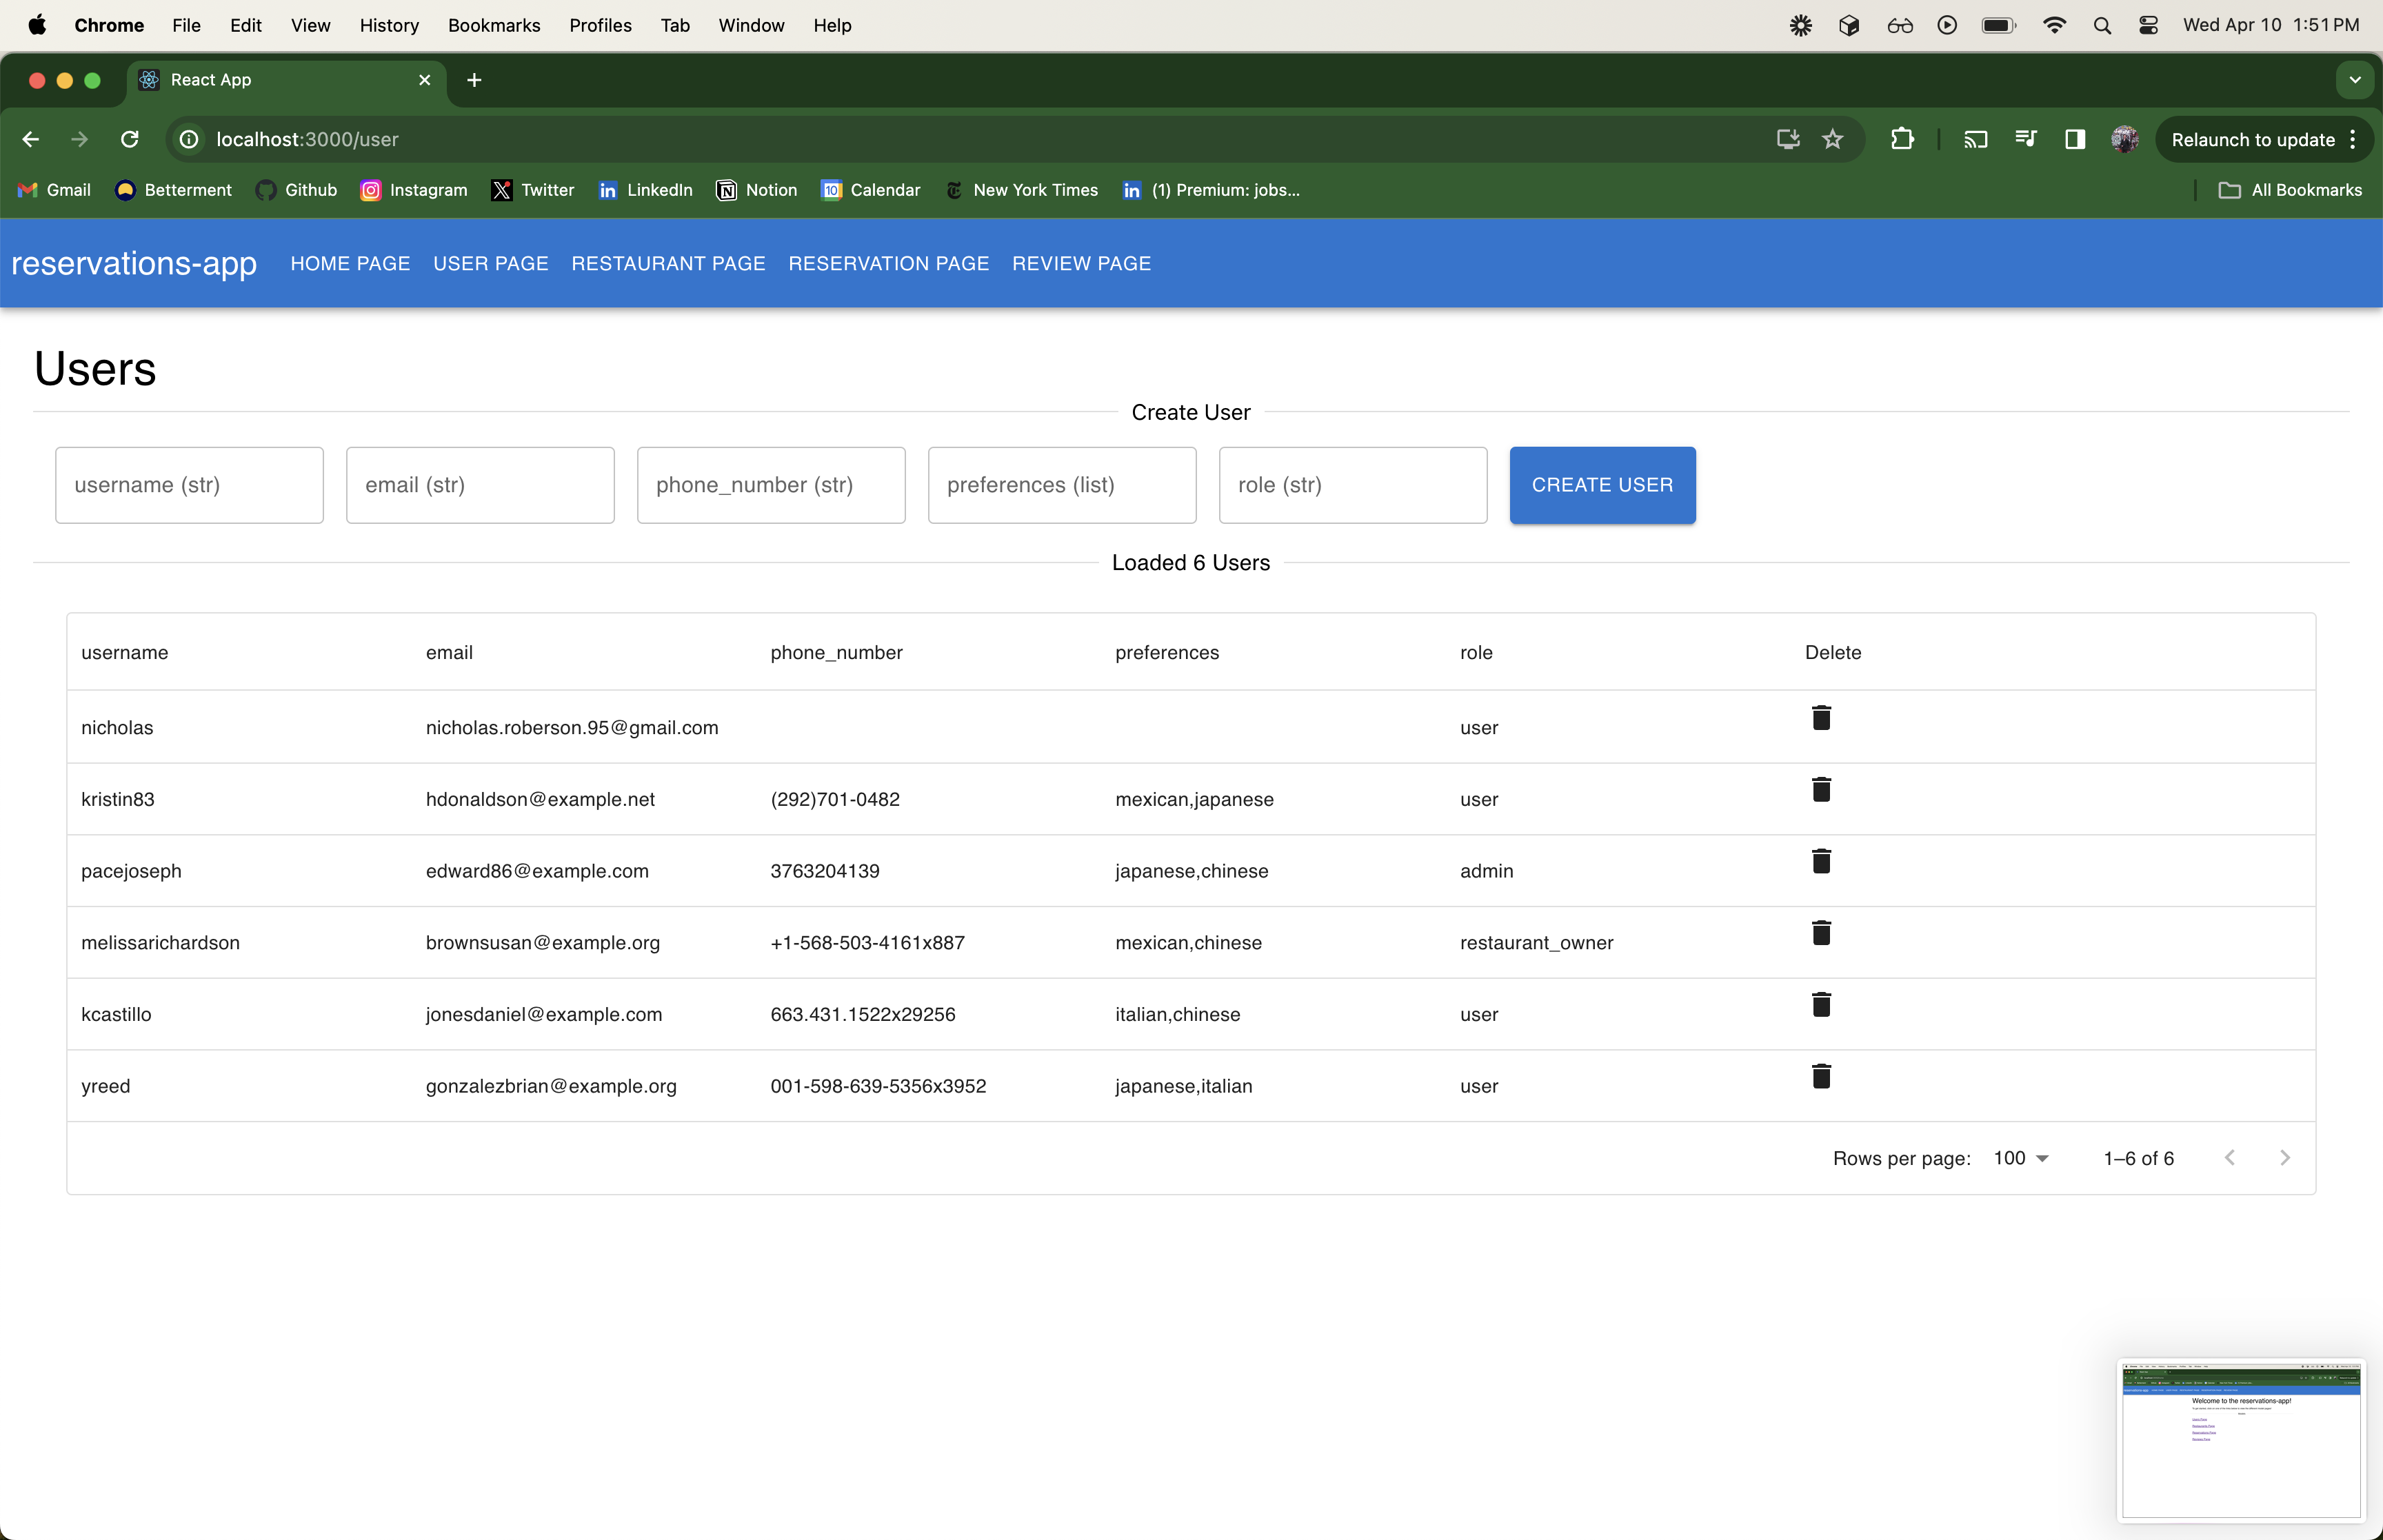 Chrome File Edit View History Bookmarks Profiles Tab Window Help Wed Apr 10 1:51 PM
React App
localhost:3000/user Relaunch to update
Gmail Betterment Github Instagram Twitter LinkedIn Notion 10 Calendar New York Times (1) Premium: jobs... All Bookmarks
reservations-app HOME PAGE USER PAGE RESTAURANT PAGE RESERVATION PAGE REVIEW PAGE
Users
Create User
username (str) email (str) phone_number (str) preferences (list) role (str) CREATE USER
Loaded 6 Users
username email phone_number preferences role Delete
nicholas nicholas.roberson.95@gmail.com user
kristin83 hdonaldson@example.net (292)701-0482 mexican,japanese user
pacejoseph edward86@example.com 3763204139 japanese,chinese admin
melissarichardson brownsusan@example.org +1-568-503-4161x887 mexican,chinese restaurant_owner
kcastillo jonesdaniel@example.com 663.431.1522x29256 italian,chinese user
yreed gonzalezbrian@example.org 001-598-639-5356x3952 japanese,italian user
Rows per page: 100 1–6 of 6
Welcome to the reservations-app!